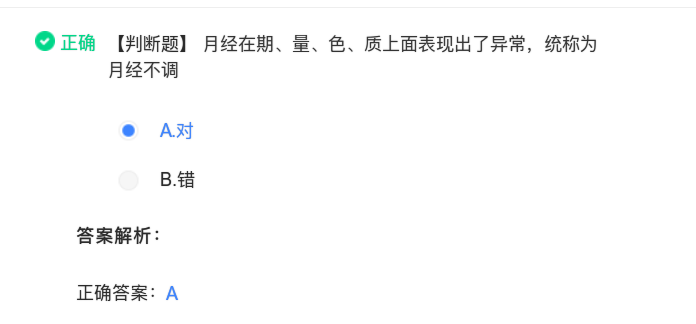 正确 【判断题】 月经在期、量、色、质上面表现出了异常，统称为
月经不调
A.对
B.错
答案解析：
正确答案：A